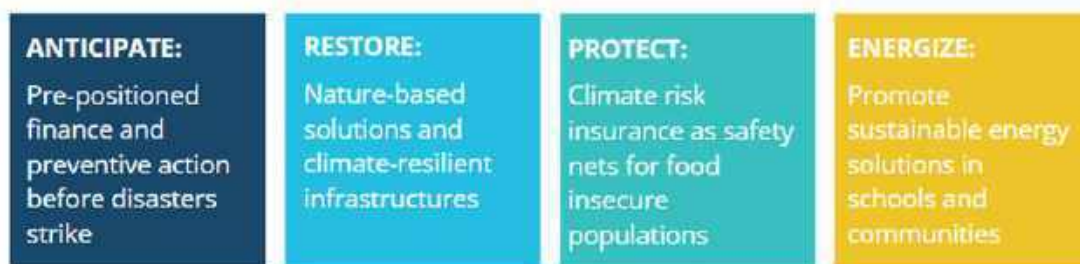 ANTICIPATE:
Pre-positioned
finance and
preventive action
before disasters
strike
RESTORE:
Nature-based
solutions and
climate-resilient
infrastructures
PROTECT:
Climate risk
insurance as safety
nets for food
insecure
populations
ENERGIZE:
Promote
sustainable energy
solutions in
schools and
communities